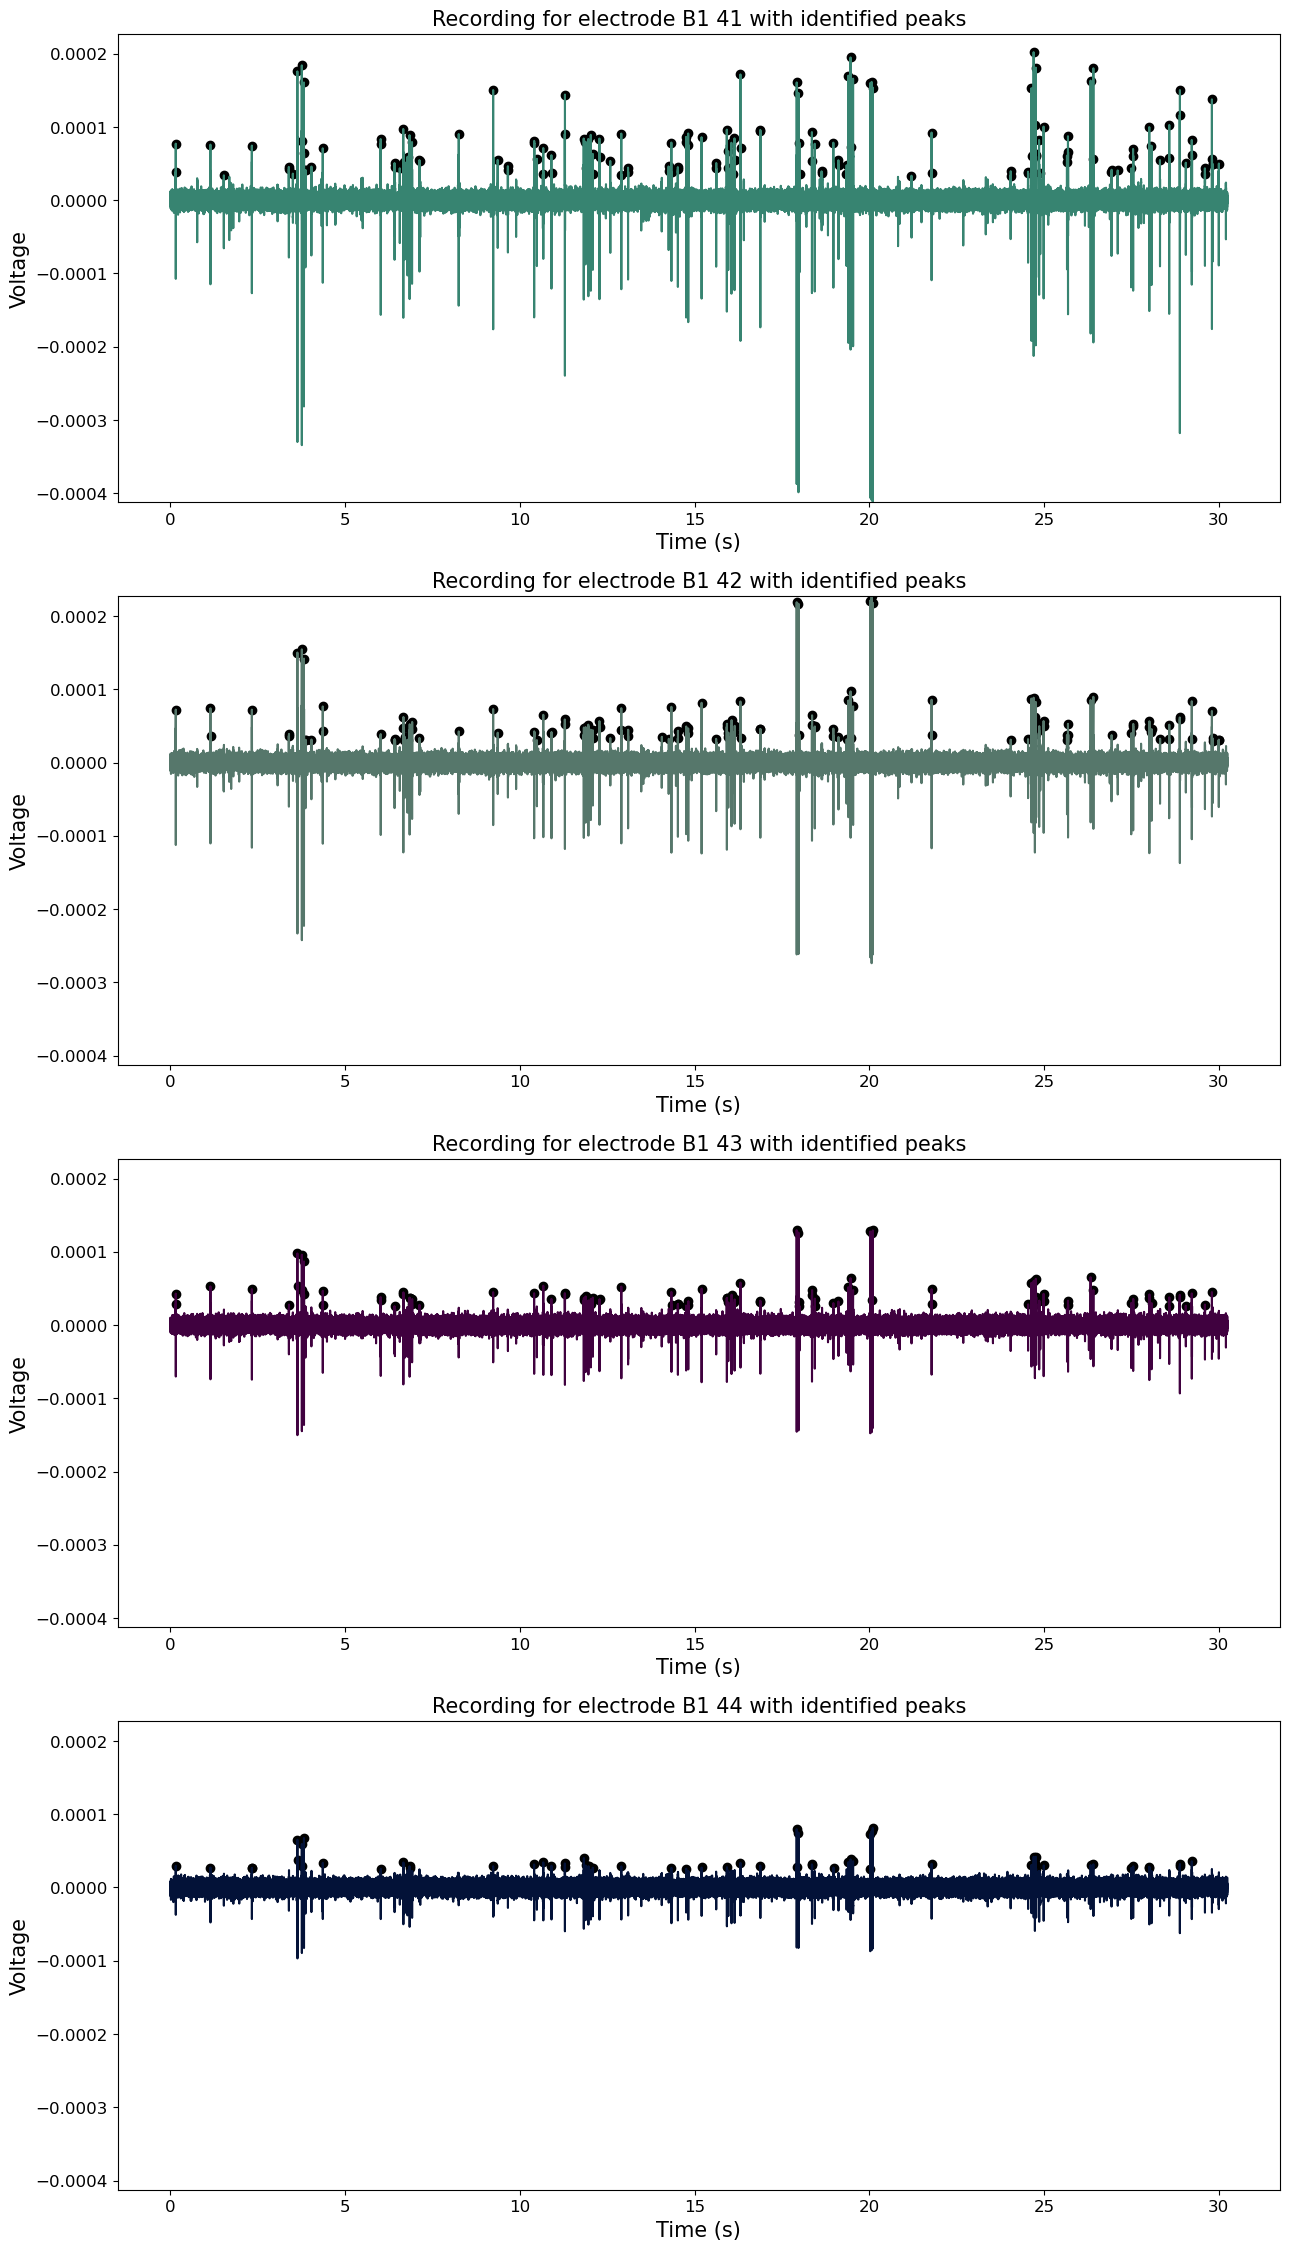 Recording for electrode B1 41 with identified peaks
0.0002
0.0001
0.0000
−0.0001
−0.0002
−0.0003
−0.0004
Voltage
0 5 10 15 20 25 30
Time (s)
Recording for electrode B1 42 with identified peaks
0.0002
0.0001
0.0000
−0.0001
−0.0002
−0.0003
−0.0004
Voltage
0 5 10 15 20 25 30
Time (s)
Recording for electrode B1 43 with identified peaks
0.0002
0.0001
0.0000
−0.0001
−0.0002
−0.0003
−0.0004
Voltage
0 5 10 15 20 25 30
Time (s)
Recording for electrode B1 44 with identified peaks
0.0002
0.0001
0.0000
−0.0001
−0.0002
−0.0003
−0.0004
Voltage
0 5 10 15 20 25 30
Time (s)